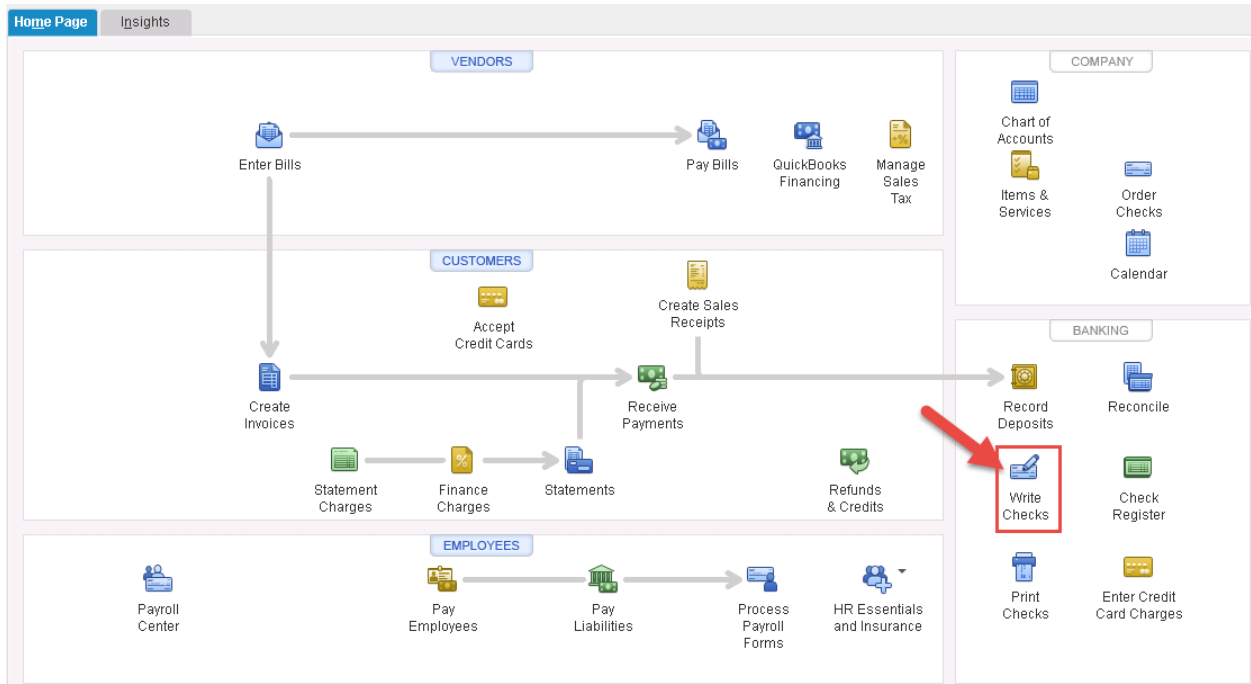 Home Page
Insights
VENDORS
Enter Bills
Pay Bills
QuickBooks
Financing
Manage
Sales
Tax
CUSTOMERS
Accept
Credit Cards
Create Sales
Receipts
Create
Invoices
Receive
Payments
Statement
Charges
Finance
Charges
Statements
Refunds
& Credits
EMPLOYEES
Payroll
Center
Pay
Employees
Pay
Liabilities
Process
Payroll
Forms
HR Essentials
and Insurance
COMPANY
Chart of
Accounts
Items &
Services
Order
Checks
Calendar
BANKING
Record
Deposits
Reconcile
Write
Checks
Check
Register
Print
Checks
Enter Credit
Card Charges